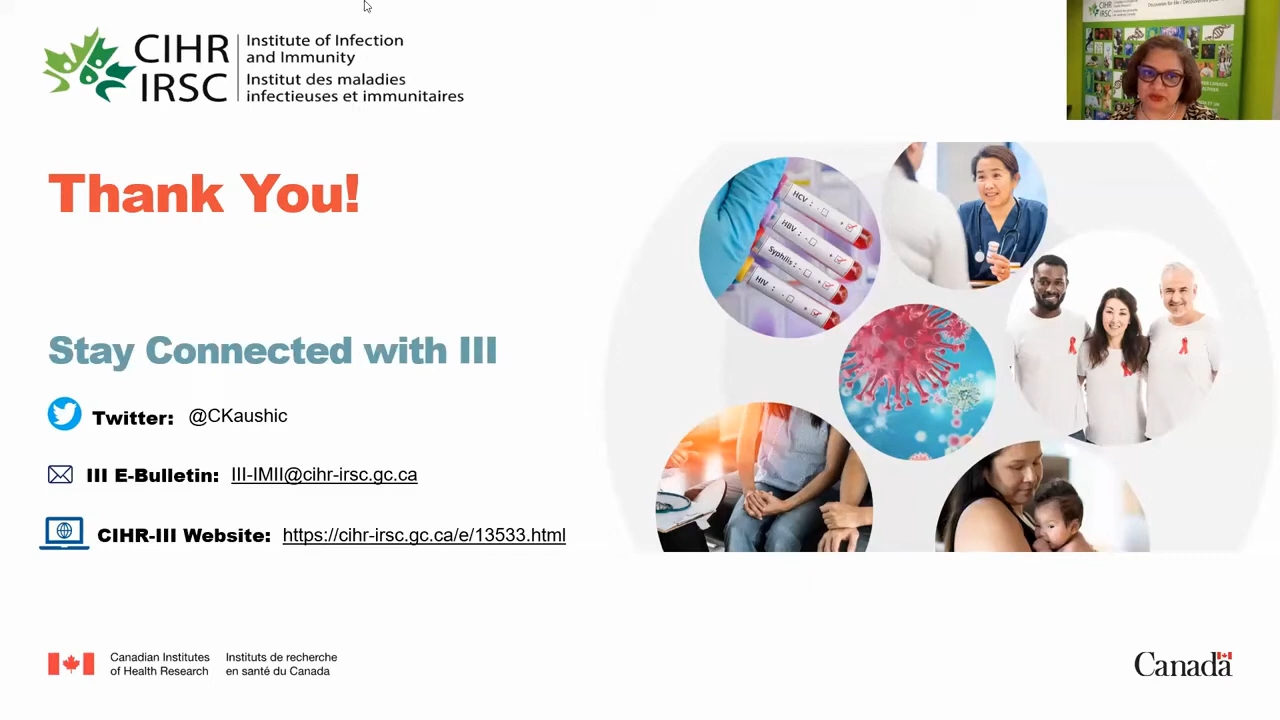 CIHR
IRSC
Institute of Infection
and Immunity
Institut des maladies
infectieuses et immunitaires
Thank You!
Stay Connected with III
Twitter: @CKaushic
III E-Bulletin: III-IMII@cihr-irsc.gc.ca
CIHR-III Website: https://cihr-irsc.gc.ca/e/13533.html
HCV : - +
HBV : - +
Syphilis : - +
HIV : - +
CIHR
IRSC
Canadian Institutes
of Health Research
Instituts de recherche
en santé du Canada
Canada